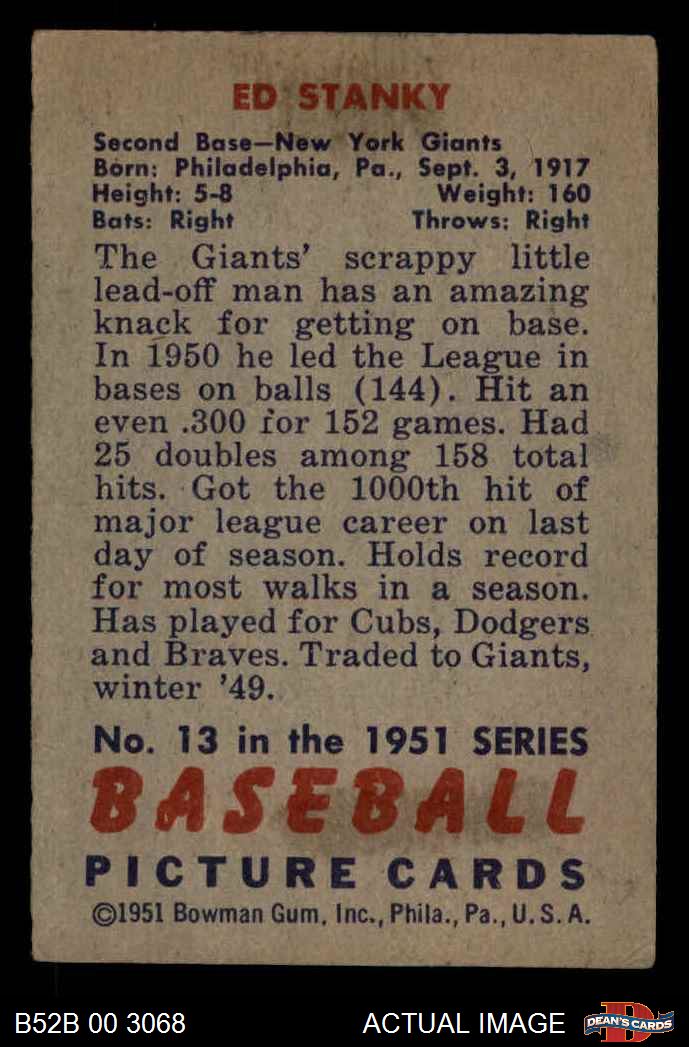 ED STANKY
Second Base—New York Giants
Born: Philadelphia, Pa., Sept. 3, 1917
Height: 5-8 Weight: 160
Bats: Right Throws: Right
The Giants' scrappy little
lead-off man has an amazing
knack for getting on base.
In 1950 he led the League in
bases on balls (144). Hit an
even .300 for 152 games. Had
25 doubles among 158 total
hits. Got the 1000th hit of
major league career on last
day of season. Holds record
for most walks in a season.
Has played for Cubs, Dodgers
and Braves. Traded to Giants,
winter '49.
No. 13 in the 1951 SERIES
BASEBALL
PICTURE CARDS
©1951 Bowman Gum, Inc., Phila., Pa., U.S.A.
B52B 00 3068 ACTUAL IMAGE D DEAN'S CARDS